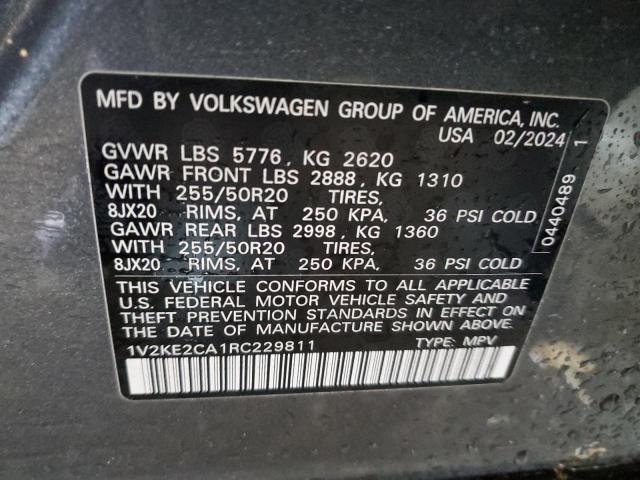 MFD BY VOLKSWAGEN GROUP OF AMERICA, INC.
USA 02/2024
GVWR LBS 5776, KG 2620
GAWR FRONT LBS 2888, KG 1310
WITH 255/50R20 TIRES,
8JX20 RIMS, AT 250 KPA, 36 PSI COLD
GAWR REAR LBS 2998, KG 1360
WITH 255/50R20 TIRES,
8JX20 RIMS, AT 250 KPA, 36 PSI COLD
THIS VEHICLE CONFORMS TO ALL APPLICABLE
U.S. FEDERAL MOTOR VEHICLE SAFETY AND
THEFT PREVENTION STANDARDS IN EFFECT ON
THE DATE OF MANUFACTURE SHOWN ABOVE.
1V2KE2CA1RC229811 TYPE: MPV
0440489 1